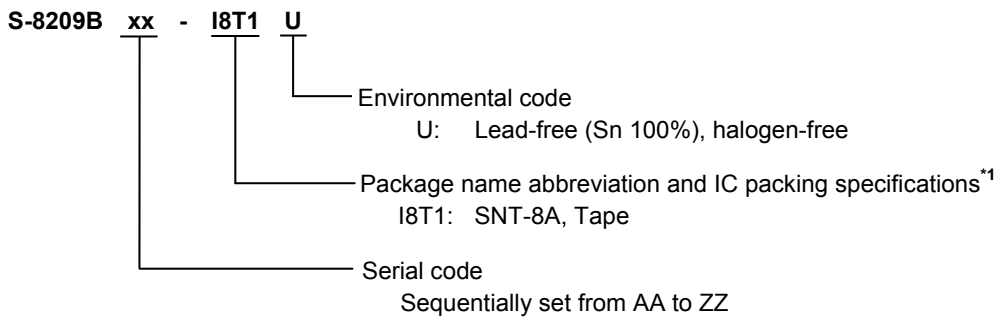 S-8209B xx - I8T1 U
Environmental code
U: Lead-free (Sn 100%), halogen-free
Package name abbreviation and IC packing specifications*1
I8T1: SNT-8A, Tape
Serial code
Sequentially set from AA to ZZ